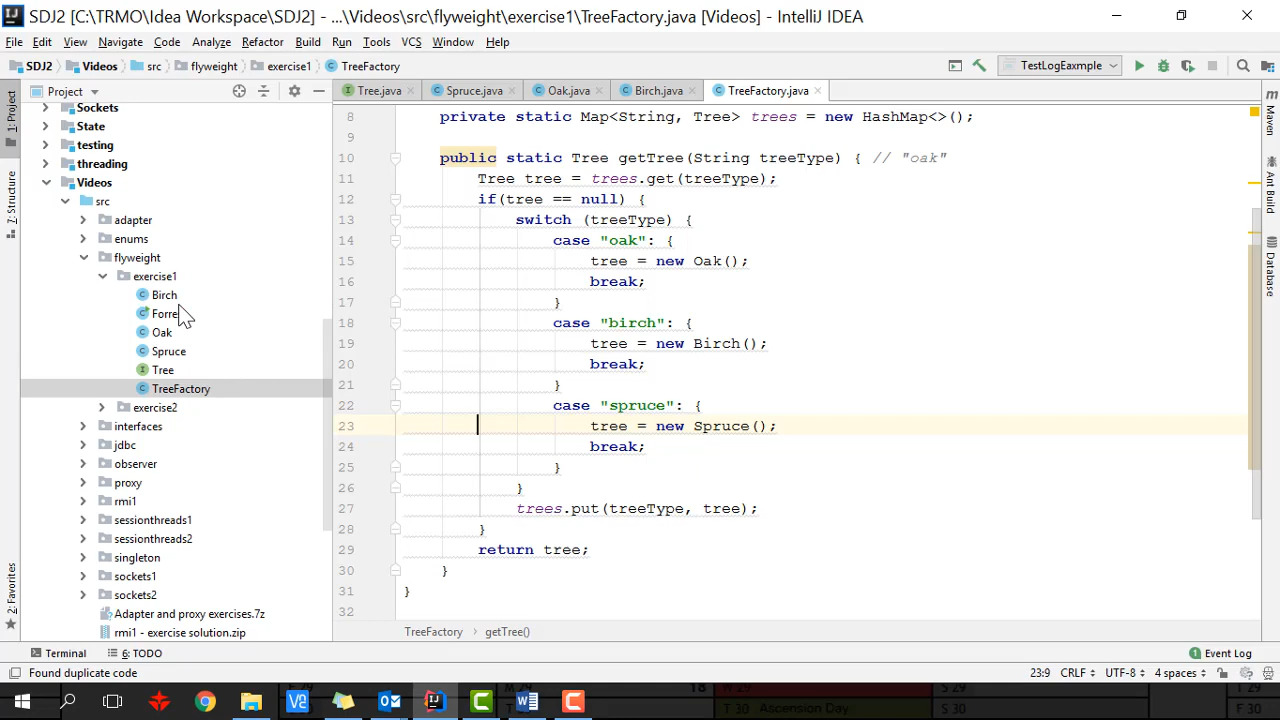 SDJ2 [C:\TRMO\Idea Workspace\SDJ2] - ...\Videos\src\flyweight\exercise1\TreeFactory.java [Videos] - IntelliJ IDEA
File Edit View Navigate Code Analyze Refactor Build Run Tools VCS Window Help
SDJ2 Videos src flyweight exercise1 TreeFactory TestLogEaxmple
Project Tree.java Spruce.java Oak.java Birch.java TreeFactory.java
1: Project
7: Structure
2: Favorites
Sockets
State
testing
threading
Videos
src
adapter
enums
flyweight
exercise1
Birch
Forre
Oak
Spruce
Tree
TreeFactory
exercise2
interfaces
jdbc
observer
proxy
rmi1
sessionthreads1
sessionthreads2
singleton
sockets1
sockets2
Adapter and proxy exercises.7z
rmi1 - exercise solution.zip
8 private static Map<String, Tree> trees = new HashMap<>();
9
10 public static Tree getTree(String treeType) { // "oak"
11 Tree tree = trees.get(treeType);
12 if(tree == null) {
13 switch (treeType) {
14 case "oak": {
15 tree = new Oak();
16 break;
17 }
18 case "birch": {
19 tree = new Birch();
20 break;
21 }
22 case "spruce": {
23 tree = new Spruce();
24 break;
25 }
26 }
27 trees.put(treeType, tree);
28 }
29 return tree;
30 }
31 }
32
TreeFactory getTree()
Maven
Ant Build
Database
Terminal 6: TODO 1 Event Log
Found duplicate code 23:9 CRLF UTF-8 4 spaces
18
T 30 Ascension Day
S 29
S 30